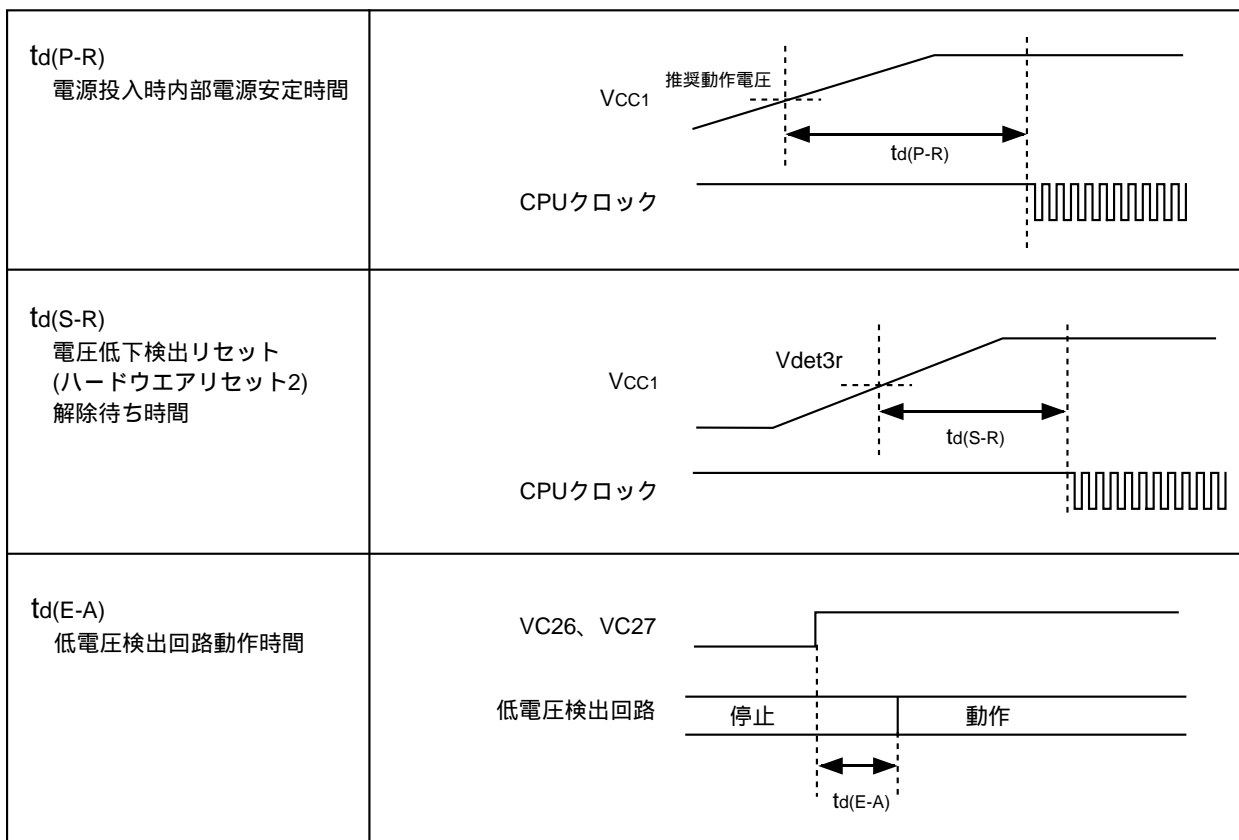 td(P-R)
電源投入時内部電源安定時間
推奨動作電圧
VCC1
td(P-R)
CPUクロック
td(S-R)
電圧低下検出リセット
(ハードウエアリセット2)
解除待ち時間
Vdet3r
VCC1
td(S-R)
CPUクロック
td(E-A)
低電圧検出回路動作時間
VC26、VC27
低電圧検出回路
停止
動作
td(E-A)